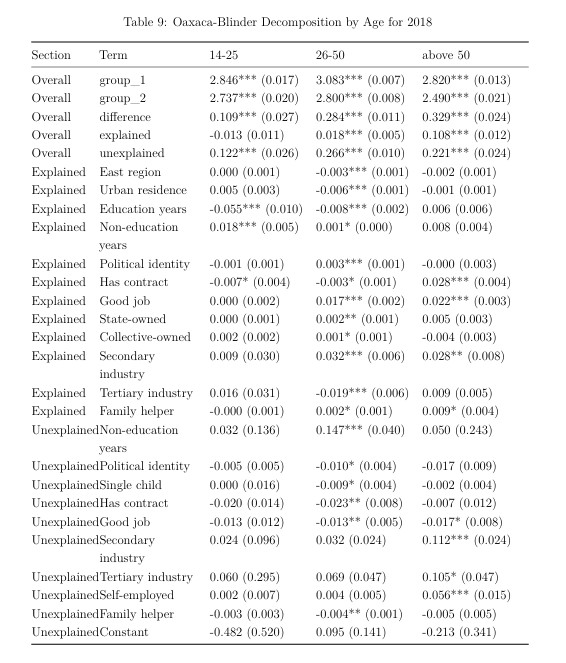 Table 9: Oaxaca-Blinder Decomposition by Age for 2018
Section Term 14-25 26-50 above 50
Overall group_1 2.846*** (0.017) 3.083*** (0.007) 2.820*** (0.013)
Overall group_2 2.737*** (0.020) 2.800*** (0.008) 2.490*** (0.021)
Overall difference 0.109*** (0.027) 0.284*** (0.011) 0.329*** (0.024)
Overall explained -0.013 (0.011) 0.018*** (0.005) 0.108*** (0.012)
Overall unexplained 0.122*** (0.026) 0.266*** (0.010) 0.221*** (0.024)
Explained East region 0.000 (0.001) -0.003*** (0.001) -0.002 (0.001)
Explained Urban residence 0.005 (0.003) -0.006*** (0.001) -0.001 (0.001)
Explained Education years -0.055*** (0.010) -0.008*** (0.002) 0.006 (0.006)
Explained Non-education 0.018*** (0.005) 0.001* (0.000) 0.008 (0.004)
years
Explained Political identity -0.001 (0.001) 0.003*** (0.001) -0.000 (0.003)
Explained Has contract -0.007* (0.004) -0.003* (0.001) 0.028*** (0.004)
Explained Good job 0.000 (0.002) 0.017*** (0.002) 0.022*** (0.003)
Explained State-owned 0.000 (0.001) 0.002** (0.001) 0.005 (0.003)
Explained Collective-owned 0.002 (0.002) 0.001* (0.001) -0.004 (0.003)
Explained Secondary 0.009 (0.030) 0.032*** (0.006) 0.028** (0.008)
industry
Explained Tertiary industry 0.016 (0.031) -0.019*** (0.006) 0.009 (0.005)
Explained Family helper -0.000 (0.001) 0.002* (0.001) 0.009* (0.004)
UnexplainedNon-education 0.032 (0.136) 0.147*** (0.040) 0.050 (0.243)
years
UnexplainedPolitical identity -0.005 (0.005) -0.010* (0.004) -0.017 (0.009)
UnexplainedSingle child 0.000 (0.016) -0.009* (0.004) -0.002 (0.004)
UnexplainedHas contract -0.020 (0.014) -0.023** (0.008) -0.007 (0.012)
UnexplainedGood job -0.013 (0.012) -0.013** (0.005) -0.017* (0.008)
UnexplainedSecondary 0.024 (0.096) 0.032 (0.024) 0.112*** (0.024)
industry
UnexplainedTertiary industry 0.060 (0.295) 0.069 (0.047) 0.105* (0.047)
UnexplainedSelf-employed 0.002 (0.007) 0.004 (0.005) 0.056*** (0.015)
UnexplainedFamily helper -0.003 (0.003) -0.004** (0.001) -0.005 (0.005)
UnexplainedConstant -0.482 (0.520) 0.095 (0.141) -0.213 (0.341)